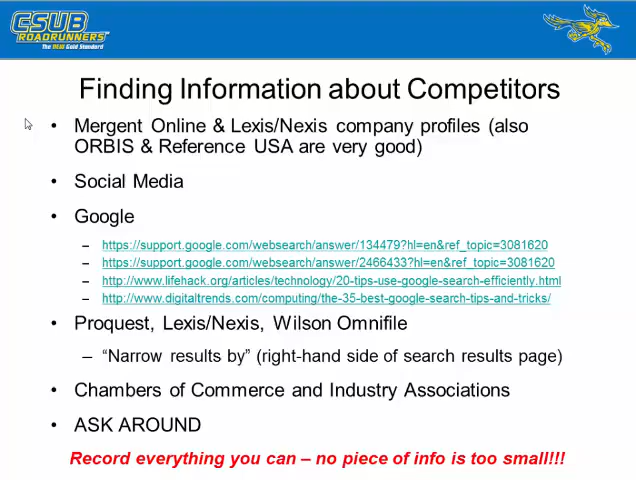 CSUB
ROADRUNNERS
The NEW Gold Standard
Finding Information about Competitors
• Mergent Online & Lexis/Nexis company profiles (also
ORBIS & Reference USA are very good)
• Social Media
• Google
– https://support.google.com/websearch/answer/134479?hl=en&ref_topic=3081620
– https://support.google.com/websearch/answer/2466433?hl=en&ref_topic=3081620
– http://www.lifehack.org/articles/technology/20-tips-use-google-search-efficiently.html
– http://www.digitaltrends.com/computing/the-35-best-google-search-tips-and-tricks/
• Proquest, Lexis/Nexis, Wilson Omnifile
– “Narrow results by” (right-hand side of search results page)
• Chambers of Commerce and Industry Associations
• ASK AROUND
Record everything you can – no piece of info is too small!!!